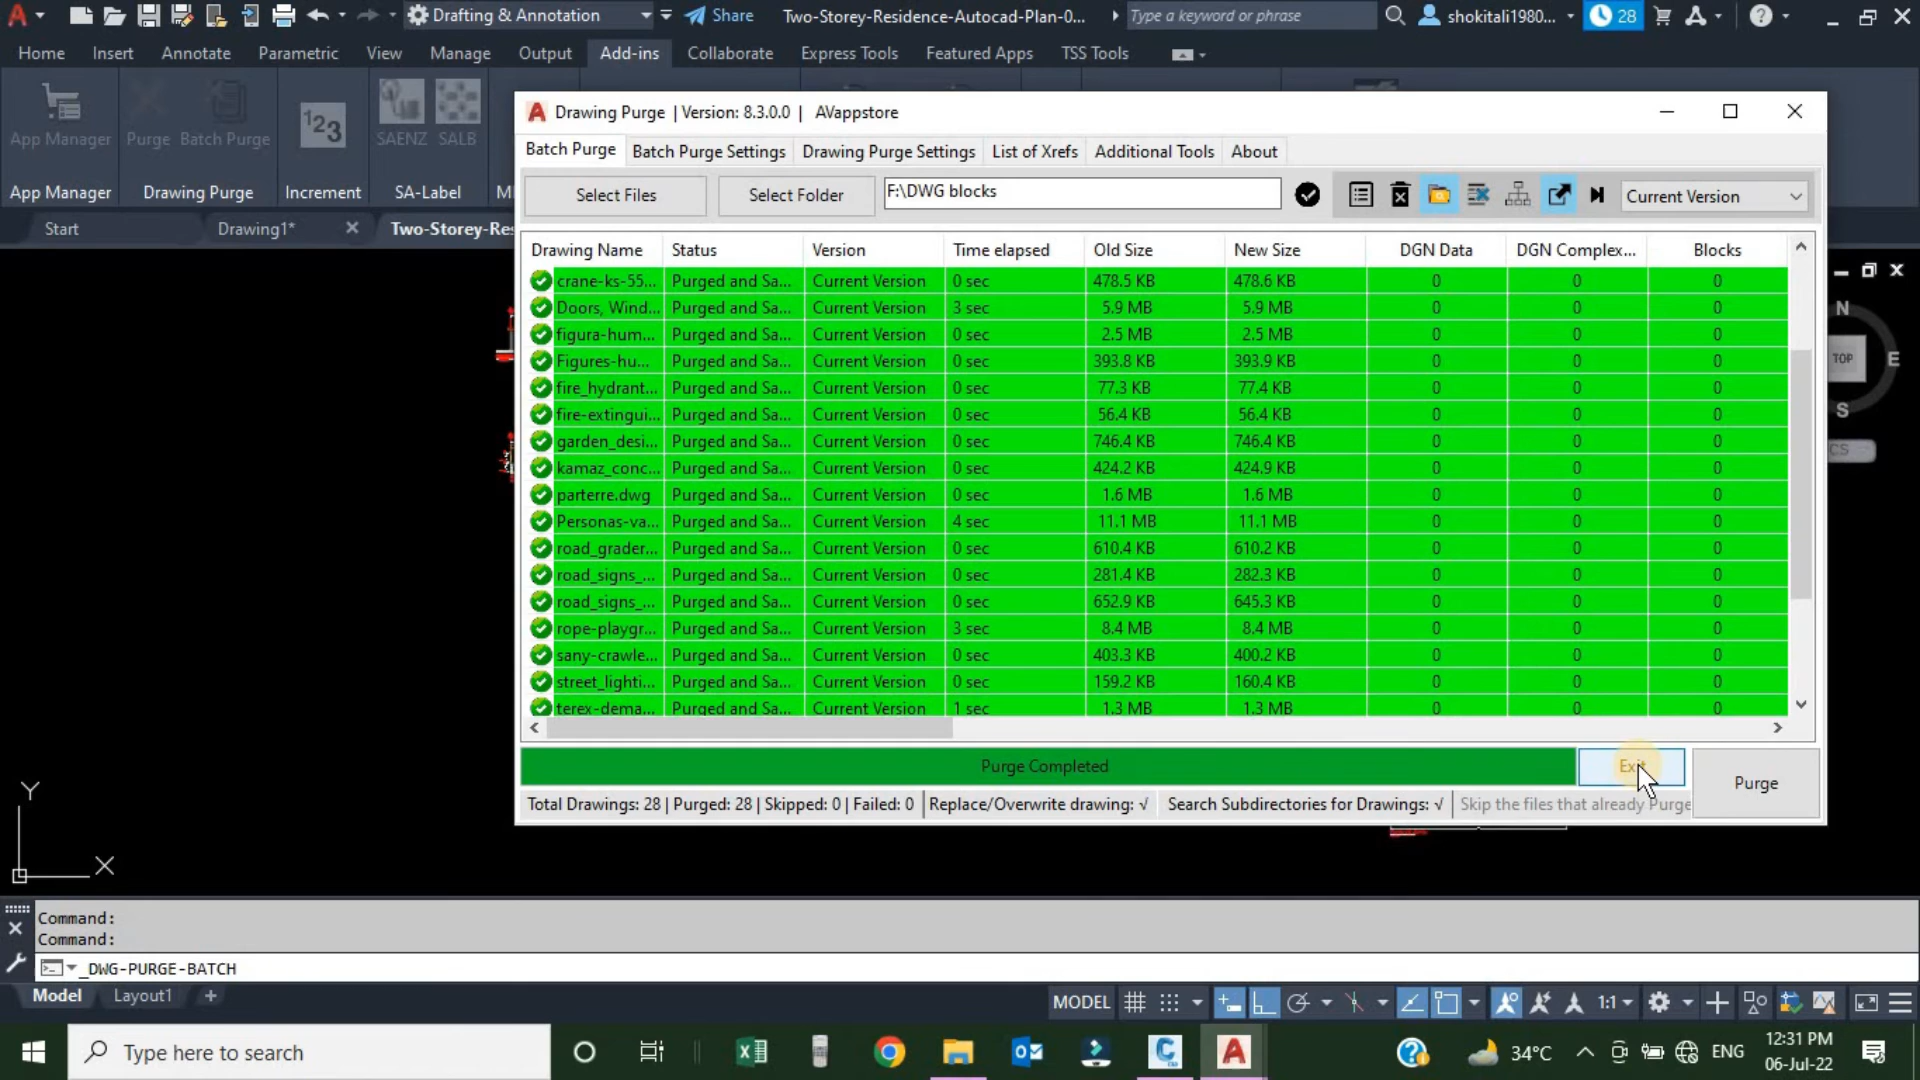 Drafting & Annotation
Share
Two-Storey-Residence-Autocad-Plan-0...
Type a keyword or phrase
shokitali1980...
28
Home Insert Annotate Parametric View Manage Output Add-ins Collaborate Express Tools Featured Apps TSS Tools
App Manager Purge Batch Purge SAENZ SALB
App Manager Drawing Purge Increment SA-Label
Start Drawing1* Two-Storey-Res
Drawing Purge | Version: 8.3.0.0 | AVappstore
Batch Purge Batch Purge Settings Drawing Purge Settings List of Xrefs Additional Tools About
Select Files Select Folder F:\DWG blocks Current Version
Drawing Name Status Version Time elapsed Old Size New Size DGN Data DGN Complex... Blocks
crane-ks-55... Purged and Sa... Current Version 0 sec 478.5 KB 478.6 KB 0 0 0
Doors, Wind... Purged and Sa... Current Version 3 sec 5.9 MB 5.9 MB 0 0 0
figura-hum... Purged and Sa... Current Version 0 sec 2.5 MB 2.5 MB 0 0 0
Figures-hu... Purged and Sa... Current Version 0 sec 393.8 KB 393.9 KB 0 0 0
fire_hydrant... Purged and Sa... Current Version 0 sec 77.3 KB 77.4 KB 0 0 0
fire-extingui... Purged and Sa... Current Version 0 sec 56.4 KB 56.4 KB 0 0 0
garden_desi... Purged and Sa... Current Version 0 sec 746.4 KB 746.4 KB 0 0 0
kamaz_conc... Purged and Sa... Current Version 0 sec 424.2 KB 424.9 KB 0 0 0
parterre.dwg Purged and Sa... Current Version 0 sec 1.6 MB 1.6 MB 0 0 0
Personas-va... Purged and Sa... Current Version 4 sec 11.1 MB 11.1 MB 0 0 0
road_grader... Purged and Sa... Current Version 0 sec 610.4 KB 610.2 KB 0 0 0
road_signs_... Purged and Sa... Current Version 0 sec 281.4 KB 282.3 KB 0 0 0
road_signs_... Purged and Sa... Current Version 0 sec 652.9 KB 645.3 KB 0 0 0
rope-playgr... Purged and Sa... Current Version 3 sec 8.4 MB 8.4 MB 0 0 0
sany-crawle... Purged and Sa... Current Version 0 sec 403.3 KB 400.2 KB 0 0 0
street_lighti... Purged and Sa... Current Version 0 sec 159.2 KB 160.4 KB 0 0 0
terex-dema... Purged and Sa... Current Version 1 sec 1.3 MB 1.3 MB 0 0 0
Purge Completed Exit Purge
Total Drawings: 28 | Purged: 28 | Skipped: 0 | Failed: 0 Replace/Overwrite drawing: √ Search Subdirectories for Drawings: √ Skip the files that already Purge
N
TOP E
S
Y
X
Command:
Command:
_DWG-PURGE-BATCH
Model Layout1 + MODEL 1:1
Type here to search 34°C ENG 12:31 PM
06-Jul-22